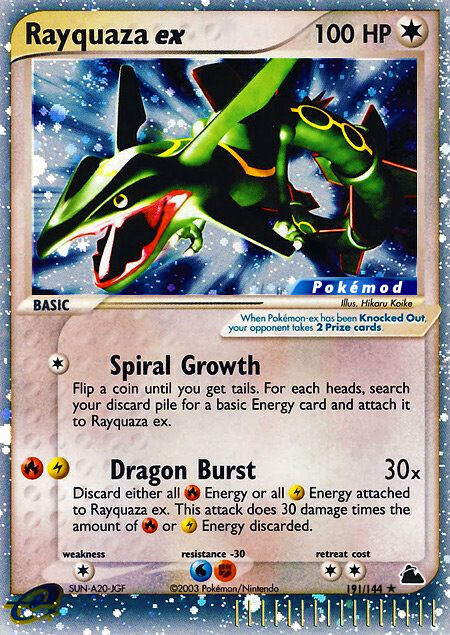 Rayquaza ex 100 HP
Pokémod
BASIC
Illus. Hikaru Koike
When Pokémon-ex has been Knocked Out,
your opponent takes 2 Prize cards.
Spiral Growth
Flip a coin until you get tails. For each heads, search
your discard pile for a basic Energy card and attach it
to Rayquaza ex.
Dragon Burst 30x
Discard either all Energy or all Energy attached
to Rayquaza ex. This attack does 30 damage times the
amount of or Energy discarded.
weakness resistance -30 retreat cost
SUN-A20-JGF ©2003 Pokémon/Nintendo 191/144 ★